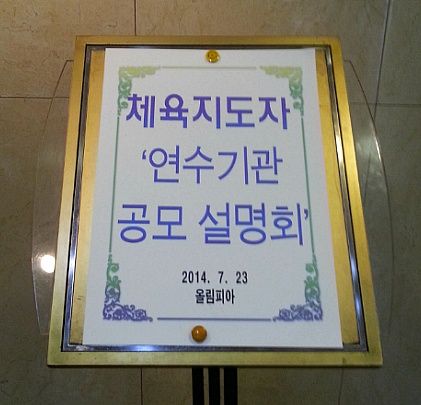 체육지도자
‘연수기관
공모 설명회’
2014. 7. 23
올림피아